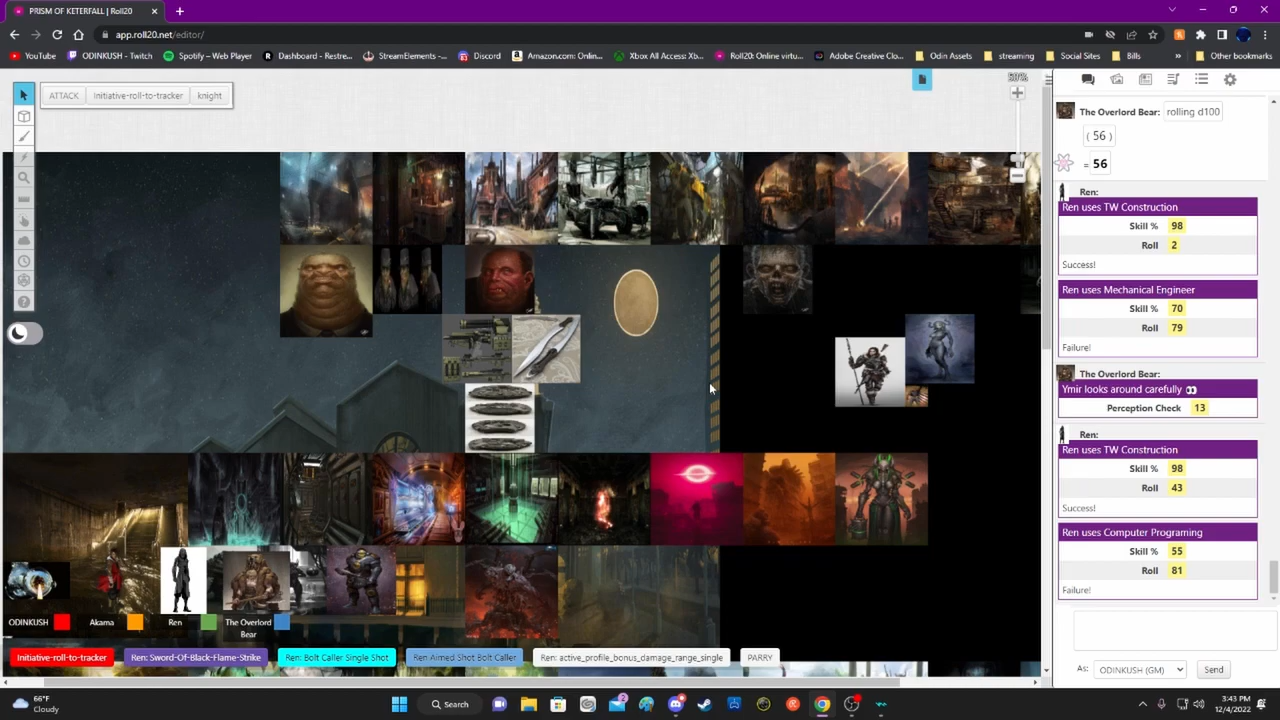 PRISM OF KETERFALL | Roll20
app.roll20.net/editor/
YouTube ODINKUSH - Twitch Spotify – Web Player Dashboard - Restre... StreamElements -... Discord Amazon.com: Onlin... Xbox All Access: Xb... Roll20: Online virtu... Adobe Creative Clo... Odin Assets streaming Social Sites Bills » Other bookmarks
ATTACK Initiative-roll-to-tracker knight
The Overlord Bear: rolling d100
( 56 )
= 56
Ren:
Ren uses TW Construction
Skill % 98
Roll 2
Success!
Ren uses Mechanical Engineer
Skill % 70
Roll 79
Failure!
The Overlord Bear:
Ymir looks around carefully 👀
Perception Check 13
Ren:
Ren uses TW Construction
Skill % 98
Roll 43
Success!
Ren uses Computer Programing
Skill % 55
Roll 81
Failure!
ODINKUSH Akama Ren The Overlord
Bear
Initiative-roll-to-tracker Ren: Sword-Of-Black-Flame-Strike Ren: Bolt Caller Single Shot Ren Aimed Shot Bolt Caller Ren: active_profile_bonus_damage_range_single PARRY
As: ODINKUSH (GM) Send
66°F
Cloudy
Search
2
3:43 PM
12/4/2022